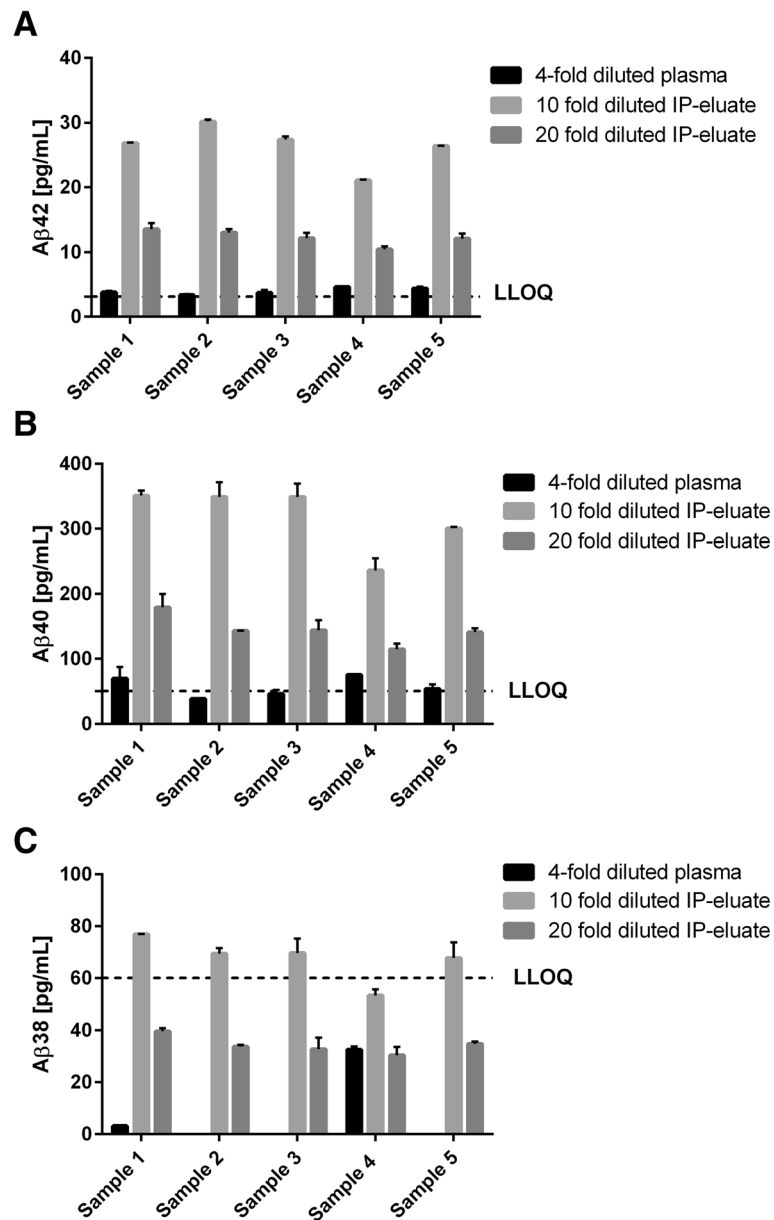 A
Aβ42 [pg/mL]
40
30
20
10
0
4-fold diluted plasma
10 fold diluted IP-eluate
20 fold diluted IP-eluate
LLOQ
Sample 1
Sample 2
Sample 3
Sample 4
Sample 5
B
Aβ40 [pg/mL]
400
300
200
100
0
4-fold diluted plasma
10 fold diluted IP-eluate
20 fold diluted IP-eluate
LLOQ
Sample 1
Sample 2
Sample 3
Sample 4
Sample 5
C
Aβ38 [pg/mL]
100
80
60
40
20
0
4-fold diluted plasma
10 fold diluted IP-eluate
20 fold diluted IP-eluate
LLOQ
Sample 1
Sample 2
Sample 3
Sample 4
Sample 5